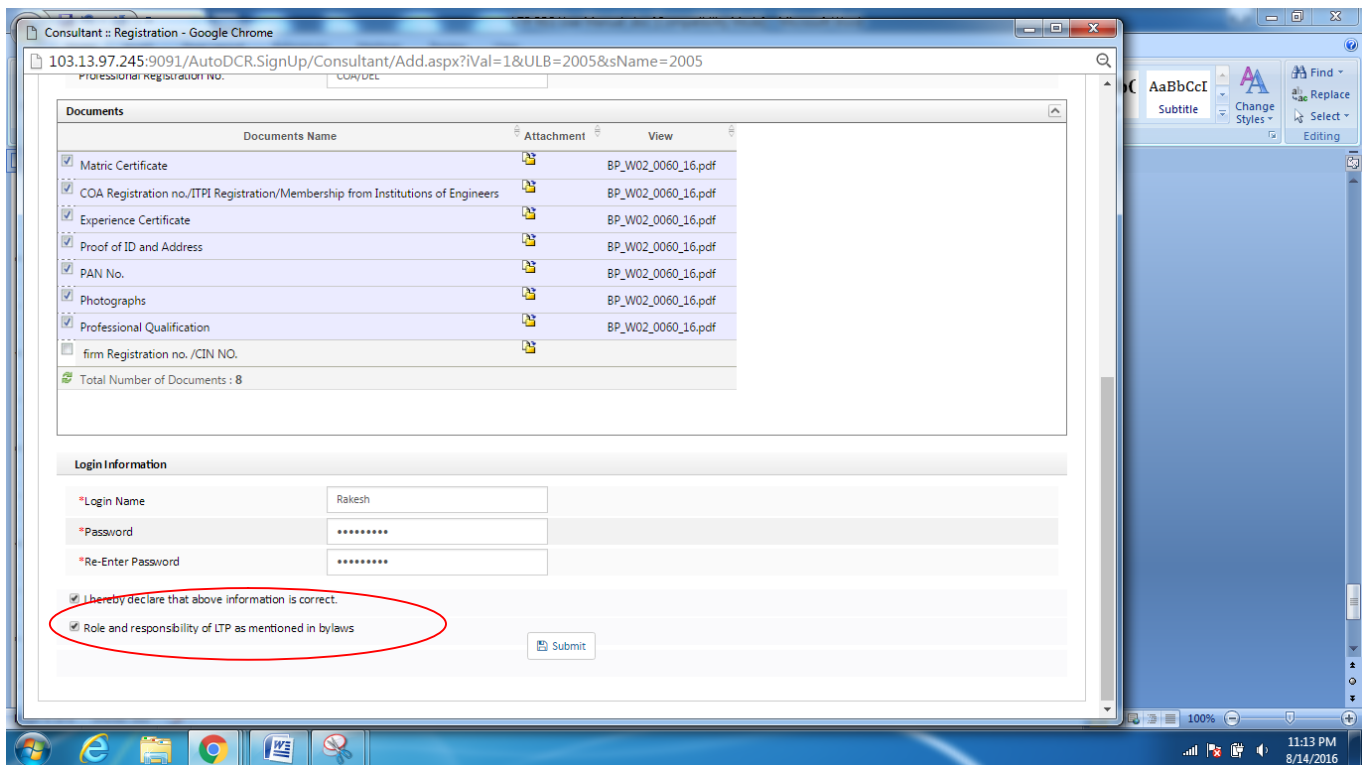 Consultant :: Registration - Google Chrome
103.13.97.245:9091/AutoDCR.SignUp/Consultant/Add.aspx?iVal=1&ULB=2005&sName=2005
Professional Registration No. COA/DEL
Documents
Documents Name Attachment View
Matric Certificate BP_W02_0060_16.pdf
COA Registration no./ITPI Registration/Membership from Institutions of Engineers BP_W02_0060_16.pdf
Experience Certificate BP_W02_0060_16.pdf
Proof of ID and Address BP_W02_0060_16.pdf
PAN No. BP_W02_0060_16.pdf
Photographs BP_W02_0060_16.pdf
Professional Qualification BP_W02_0060_16.pdf
firm Registration no. /CIN NO.
Total Number of Documents : 8
Login Information
*Login Name Rakesh
*Password •••••••••
*Re-Enter Password •••••••••
I hereby declare that above information is correct.
Role and responsibility of LTP as mentioned in bylaws
Submit
AaBbCcI
Subtitle
Change
Styles
Find
Replace
Select
Editing
100%
11:13 PM
8/14/2016